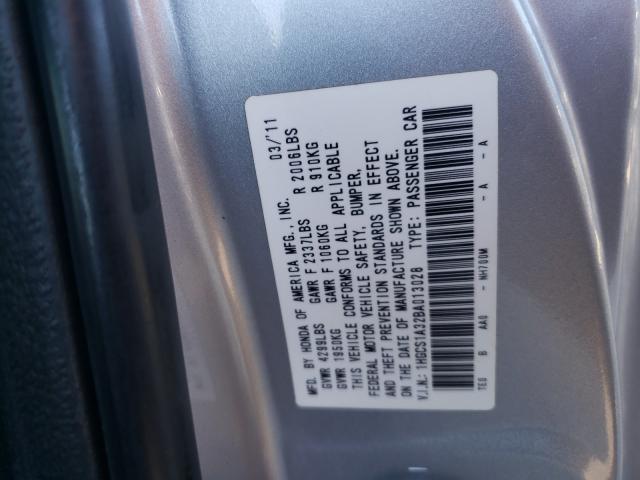 MFD. BY HONDA OF AMERICA MFG., INC. 03/'11
GVWR 4299LBS GAWR F 2337LBS R 2006LBS
GVWR 1950KG GAWR F 1060KG R 910KG
THIS VEHICLE CONFORMS TO ALL APPLICABLE
FEDERAL MOTOR VEHICLE SAFETY, BUMPER,
AND THEFT PREVENTION STANDARDS IN EFFECT
ON THE DATE OF MANUFACTURE SHOWN ABOVE.
V.I.N.: 1HGCS1A32BA013028 TYPE: PASSENGER CAR
TE0 B AA0 - NH700M - A - A